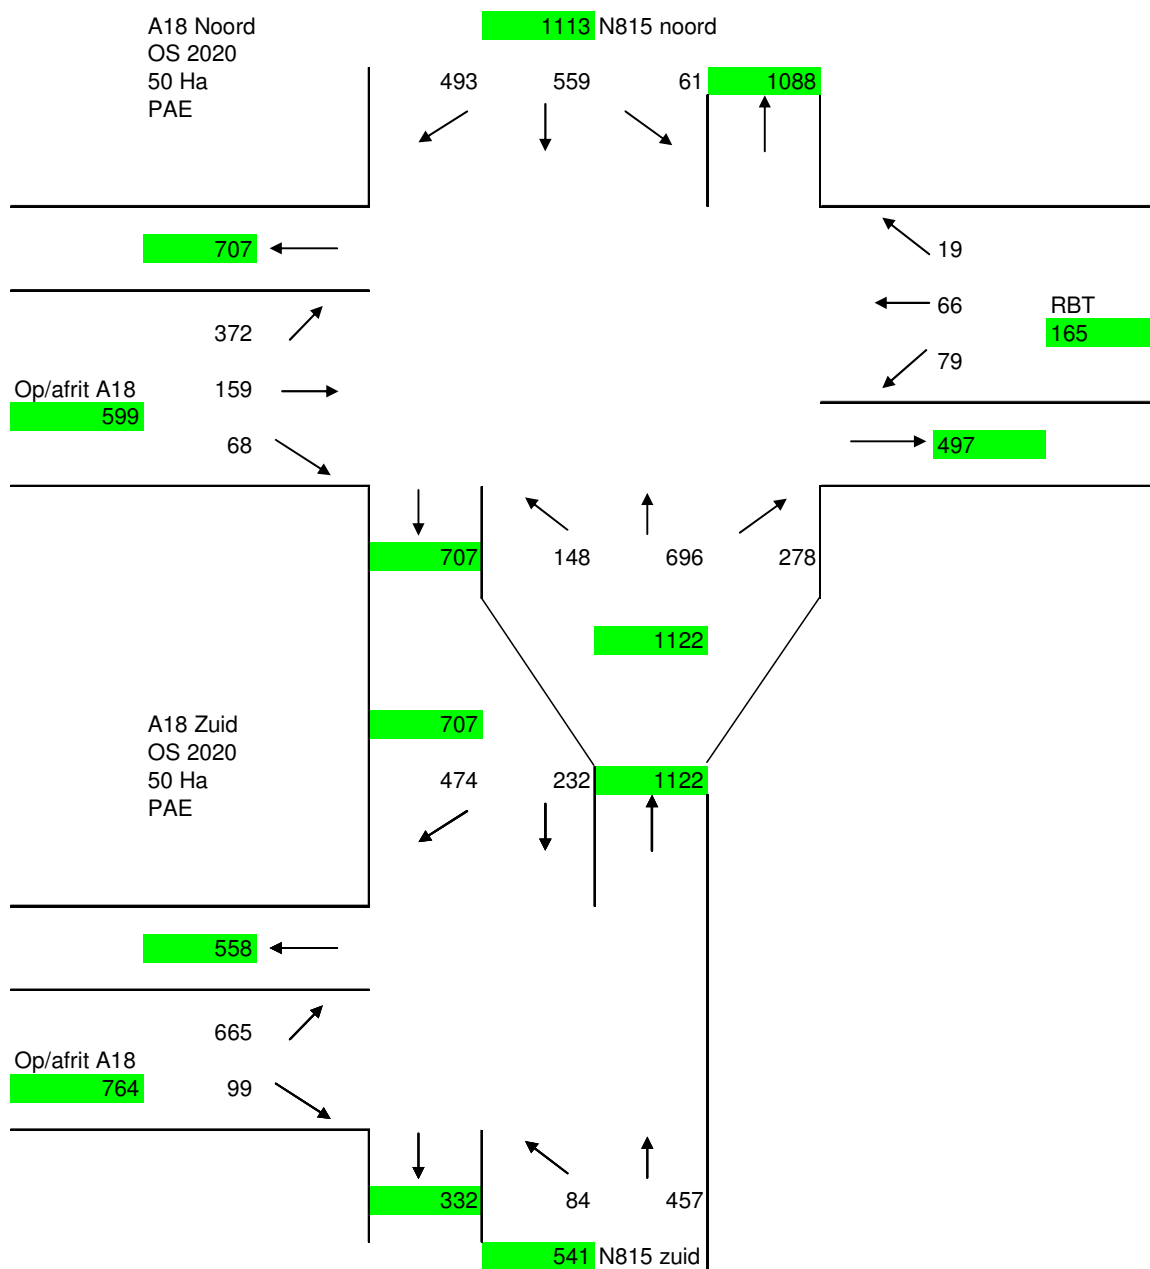 A18 Noord
OS 2020
50 Ha
PAE
1113 N815 noord
493 559 61 1088
707
19
66
79
RBT
165
372
159
68
Op/afrit A18
599
497
707
148 696 278
1122
707
A18 Zuid
OS 2020
50 Ha
PAE
474 232 1122
558
665
99
Op/afrit A18
764
332
84 457
541 N815 zuid